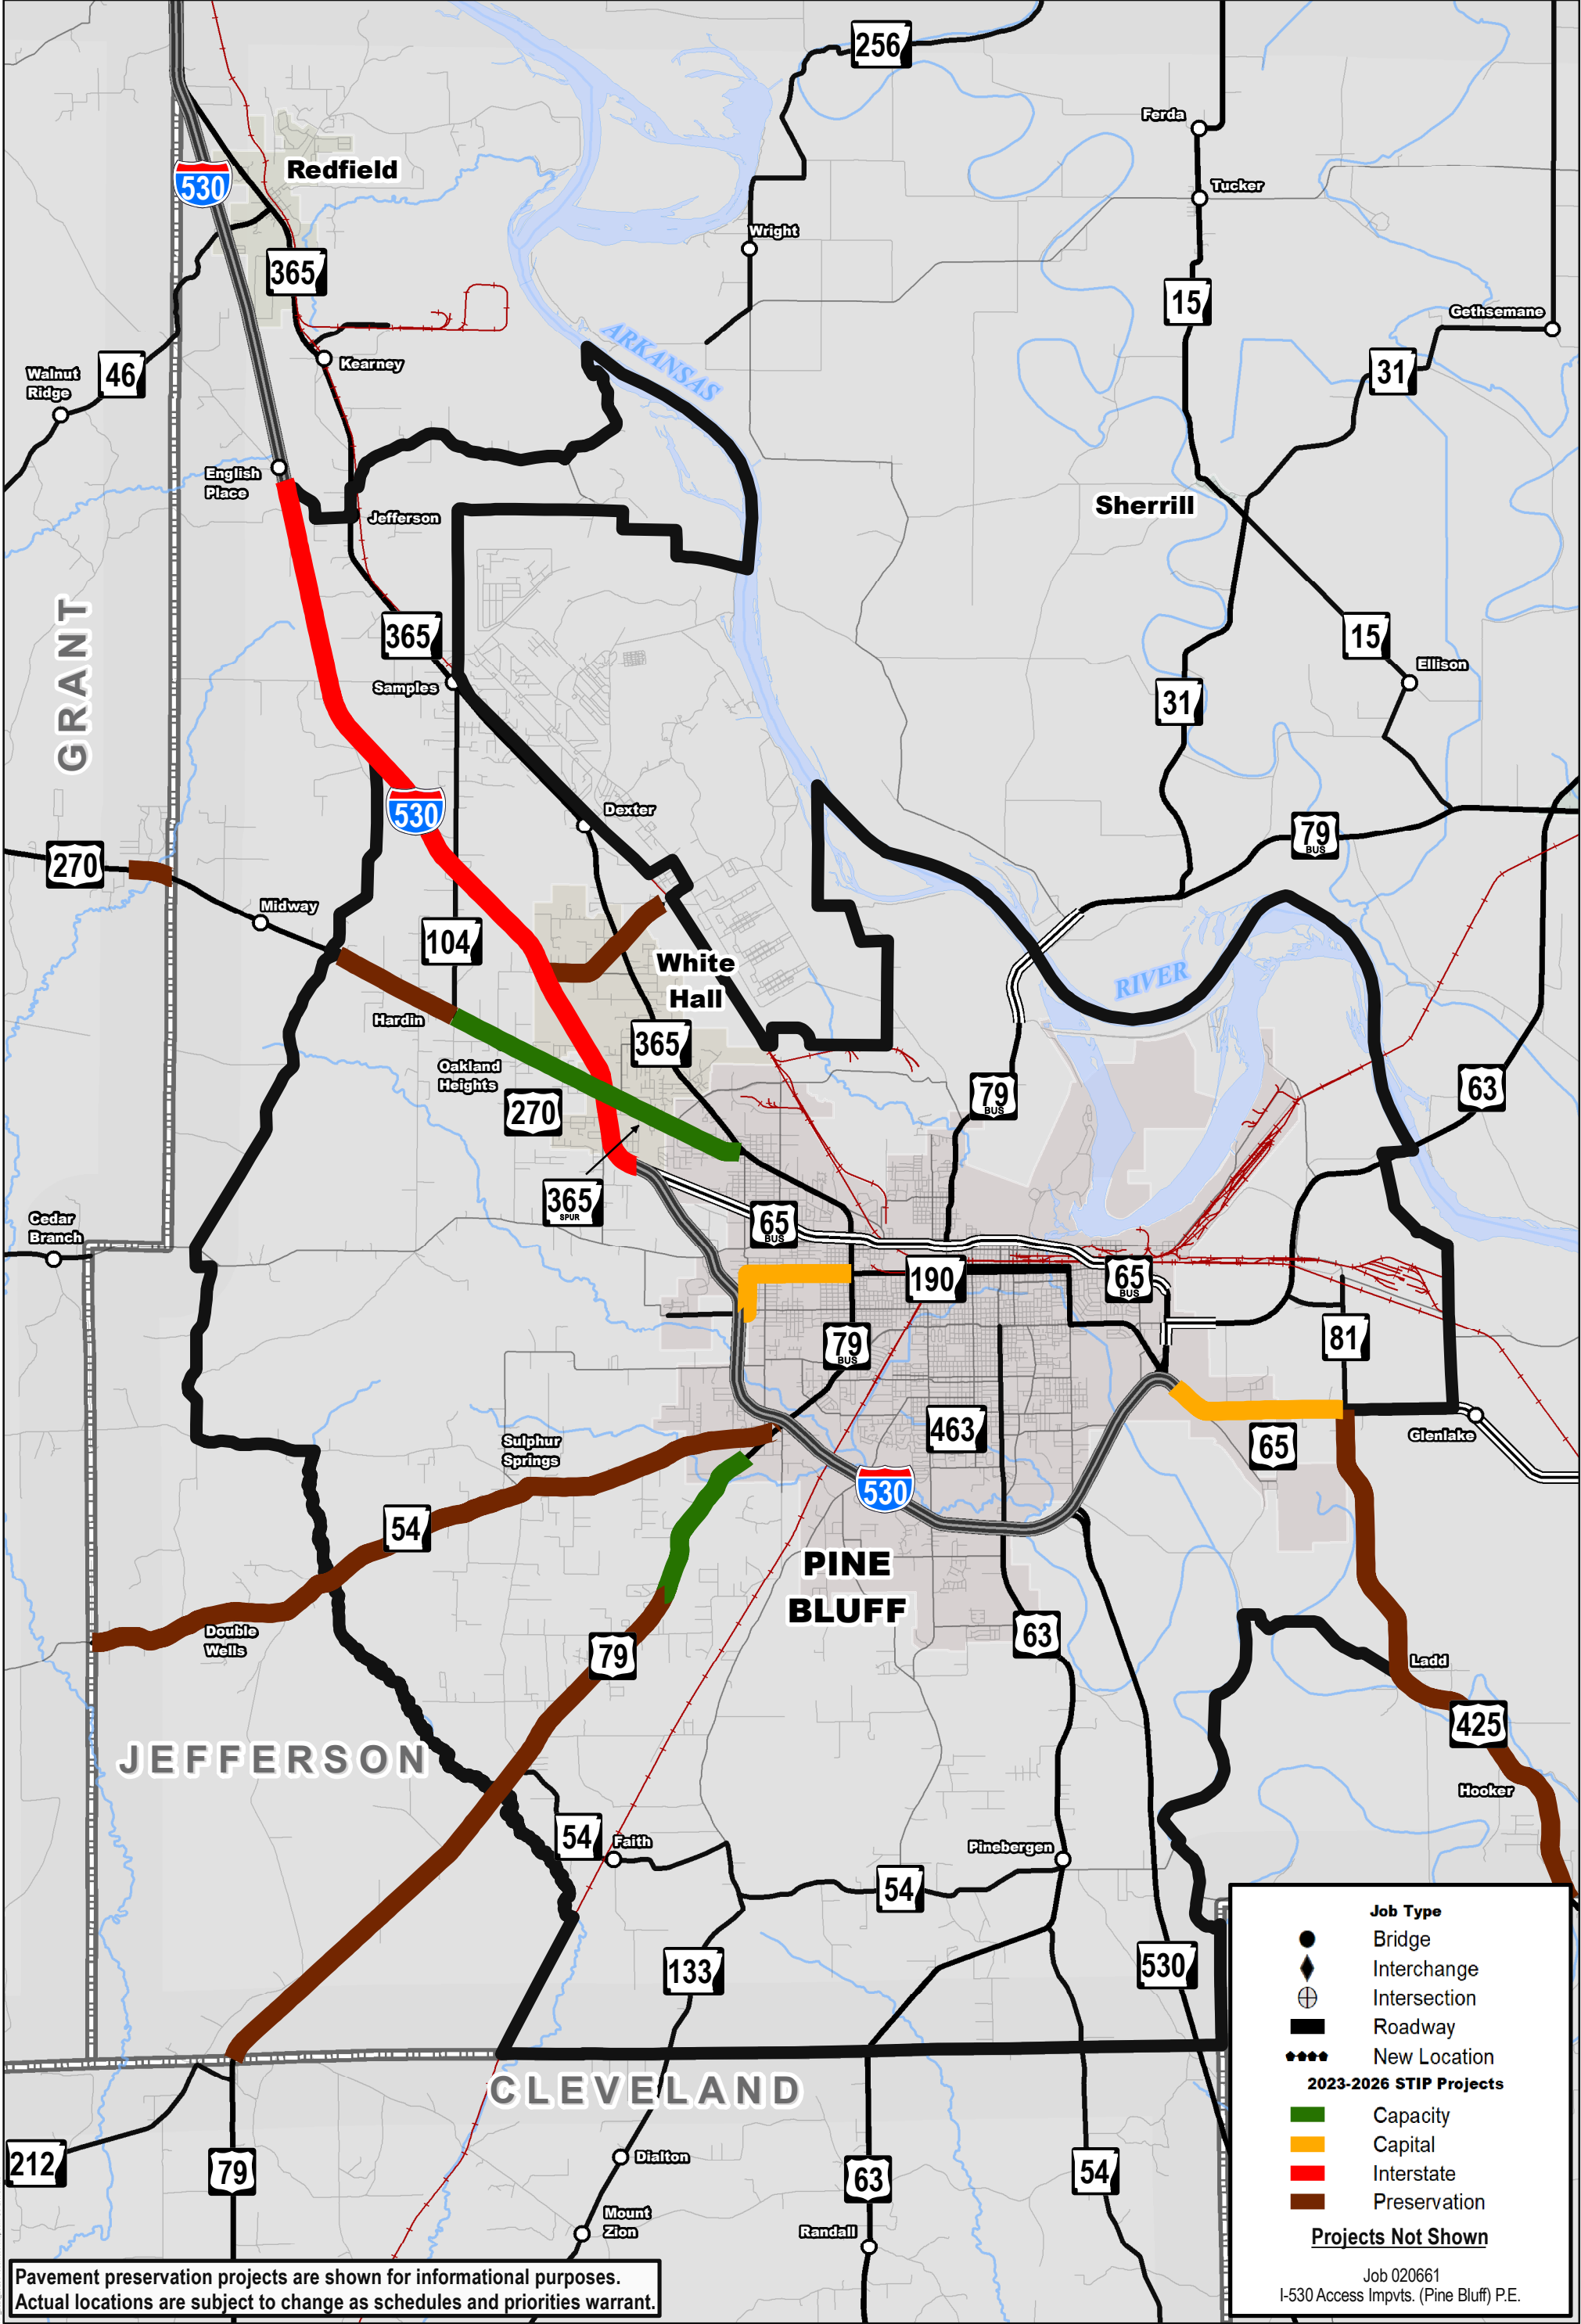 256
Ferda
Redfield
530
Tucker
Wright
365
15
Gethsemane
ARKANSAS
Kearney
31
Walnut
Ridge
46
English
Place
Sherrill
Jefferson
GRANT
365
15
Ellison
Samples
31
530
Dexter
79
BUS
270
Midway
104
White
Hall
RIVER
Hardin
365
Oakland
Heights
270
79
BUS
63
365
SPUR
65
BUS
Cedar
Branch
190
65
BUS
79
BUS
81
463
Glenlake
65
Sulphur
Springs
530
54
PINE
BLUFF
Double
Wells
63
79
Ladd
425
JEFFERSON
Hooker
54
Faith
Pinebergen
54
133
530
CLEVELAND
212
79
Dialton
63
54
Mount
Zion
Randall
Job Type
Bridge
Interchange
Intersection
Roadway
New Location
2023-2026 STIP Projects
Capacity
Capital
Interstate
Preservation
Projects Not Shown
Job 020661
I-530 Access Impvts. (Pine Bluff) P.E.
Pavement preservation projects are shown for informational purposes.
Actual locations are subject to change as schedules and priorities warrant.